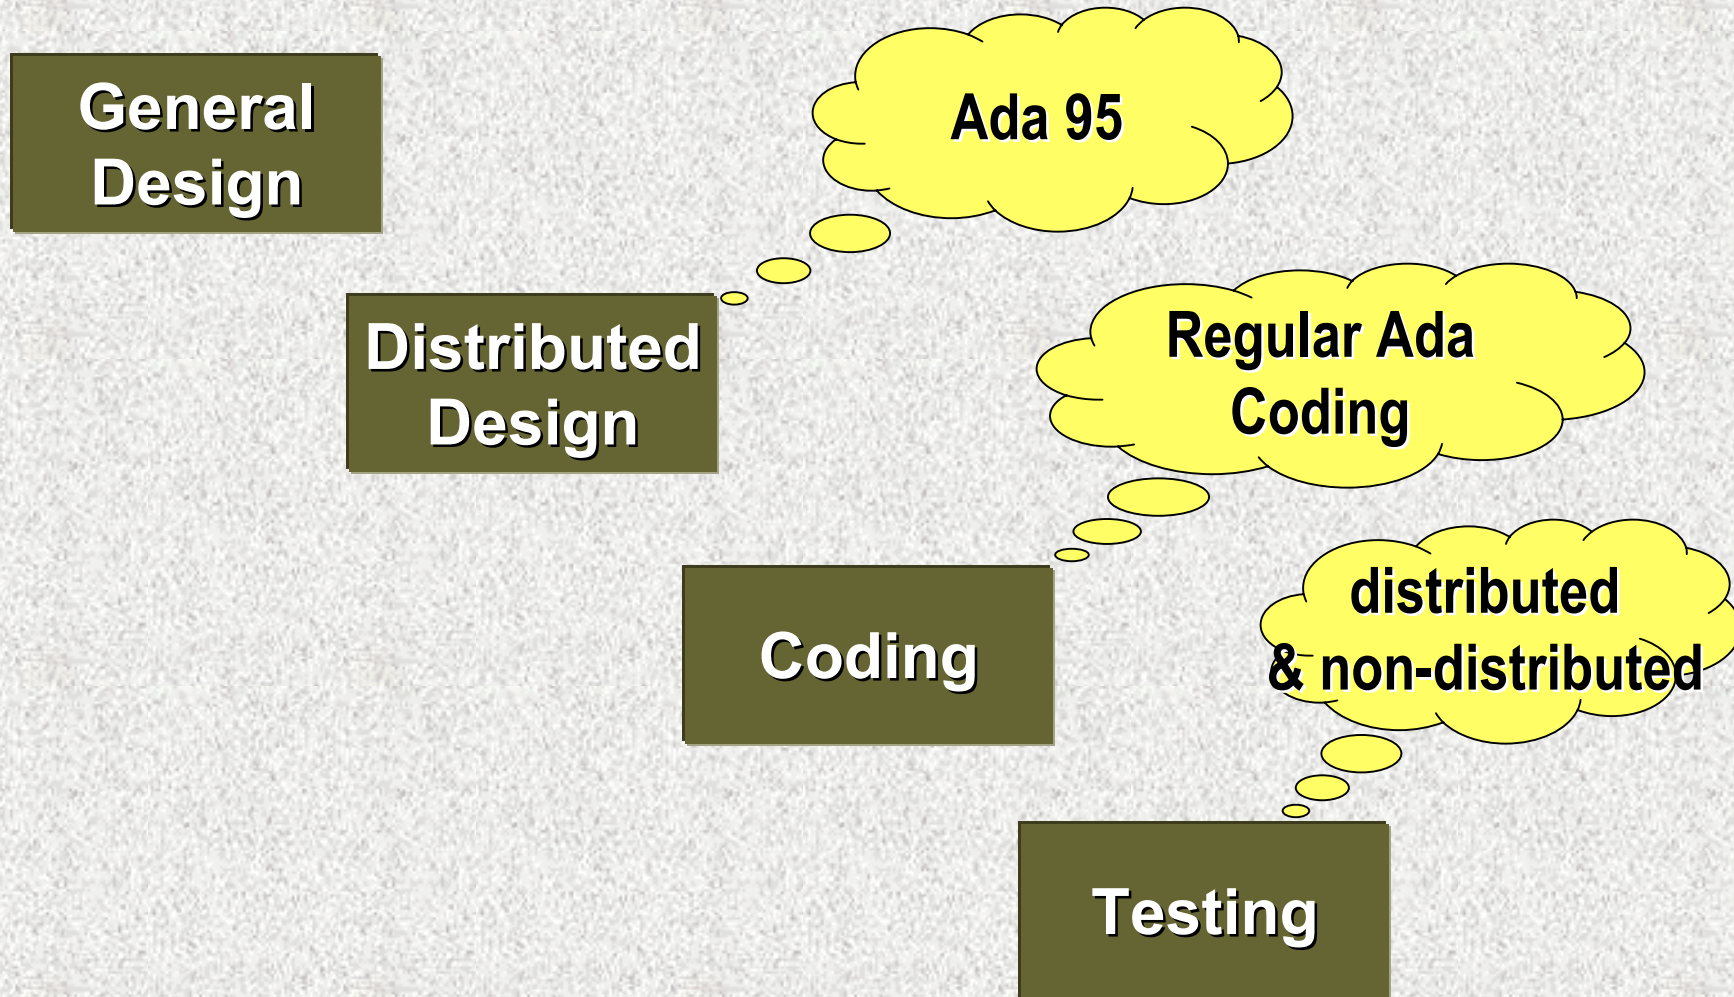 General
Design
Ada 95
Distributed
Design
Regular Ada
Coding
Coding
distributed
& non-distributed
Testing